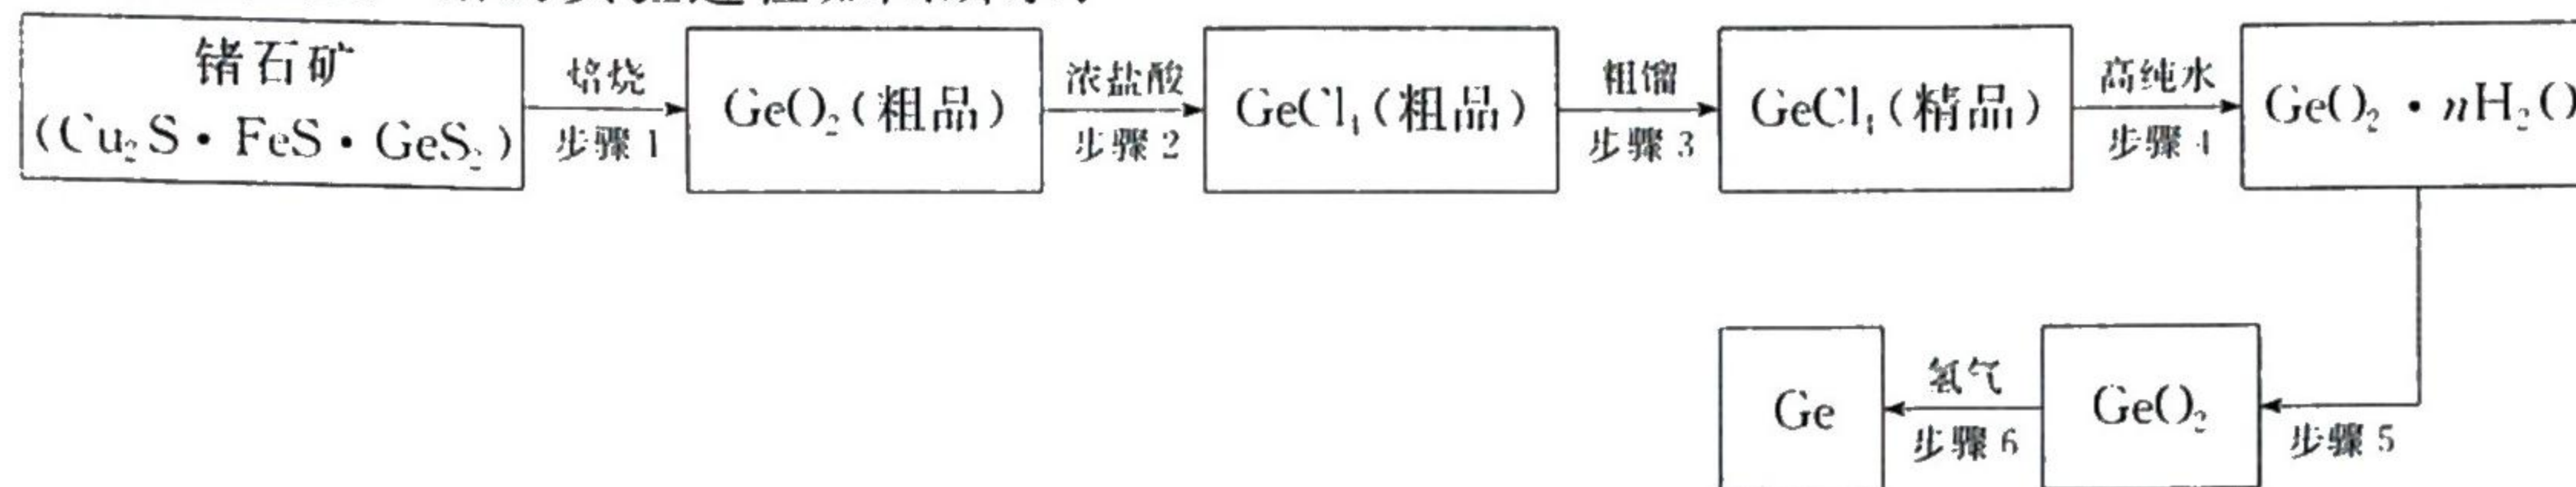 锗石矿
(Cu₂S·FeS·GeS₂)
焙烧
步骤1
GeO₂(粗品)
浓盐酸
步骤2
GeCl₄(粗品)
粗馏
步骤3
GeCl₄(精品)
高纯水
步骤4
GeO₂·nH₂O
步骤5
GeO₂
氢气
步骤6
Ge